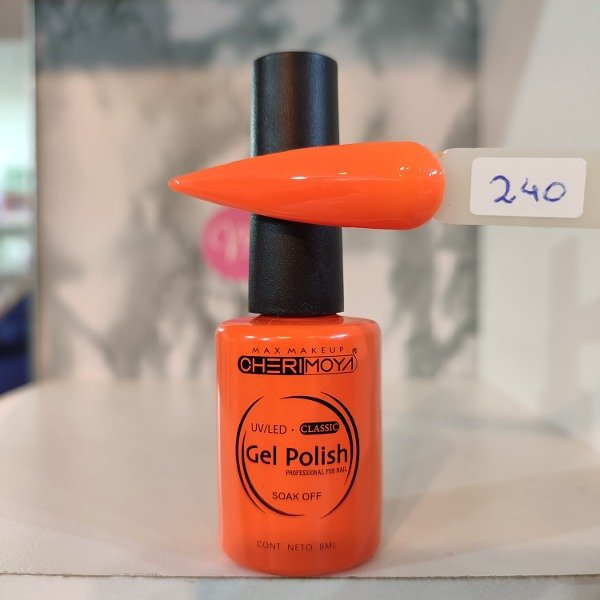 240
MAX MAKEUP
CHERIMOYA®
UV/LED · CLASSIC
Gel Polish
PROFESSIONAL FOR NAIL
SOAK OFF
CONT NETO 8ML